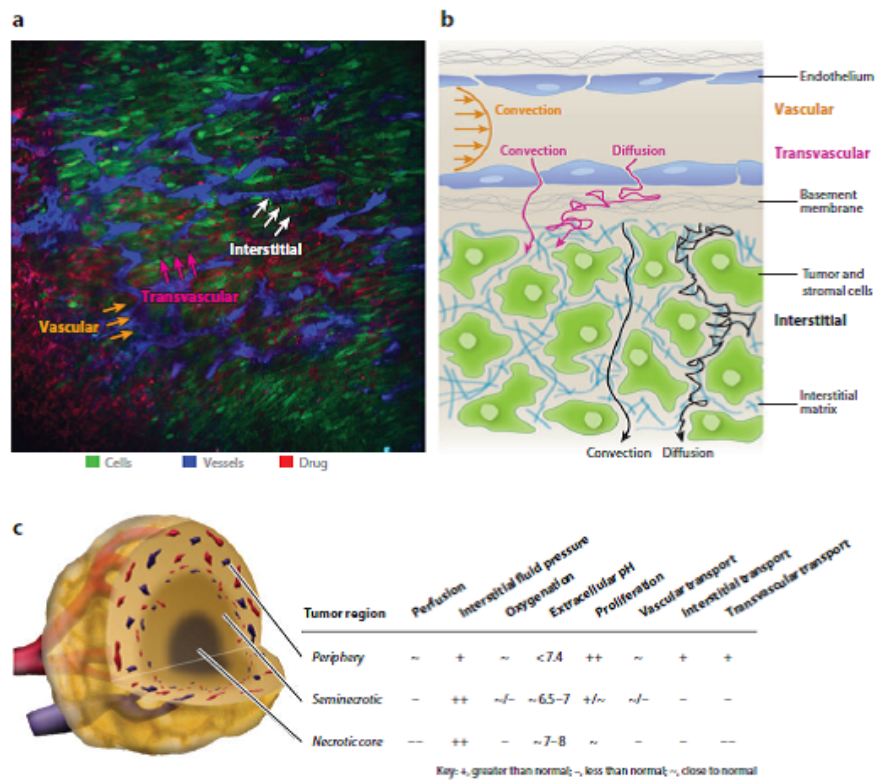 a
Interstitial
Transvascular
Vascular
Cells Vessels Drug
b
Endothelium
Convection
Vascular
Convection Diffusion
Transvascular
Basement
membrane
Tumor and
stromal cells
Interstitial
Interstitial
matrix
Convection Diffusion
c
Tumor region Perfusion Interstitial fluid pressure Oxygenation Extracellular pH Proliferation Vascular transport Interstitial transport Transvascular transport
Periphery ~ + ~ <7.4 ++ ~ + +
Seminecrotic – ++ ~/– ~6.5–7 +/~ ~/– – –
Necrotic core –– ++ – ~7–8 ~ – – ––
Key: +, greater than normal; –, less than normal; ~, close to normal